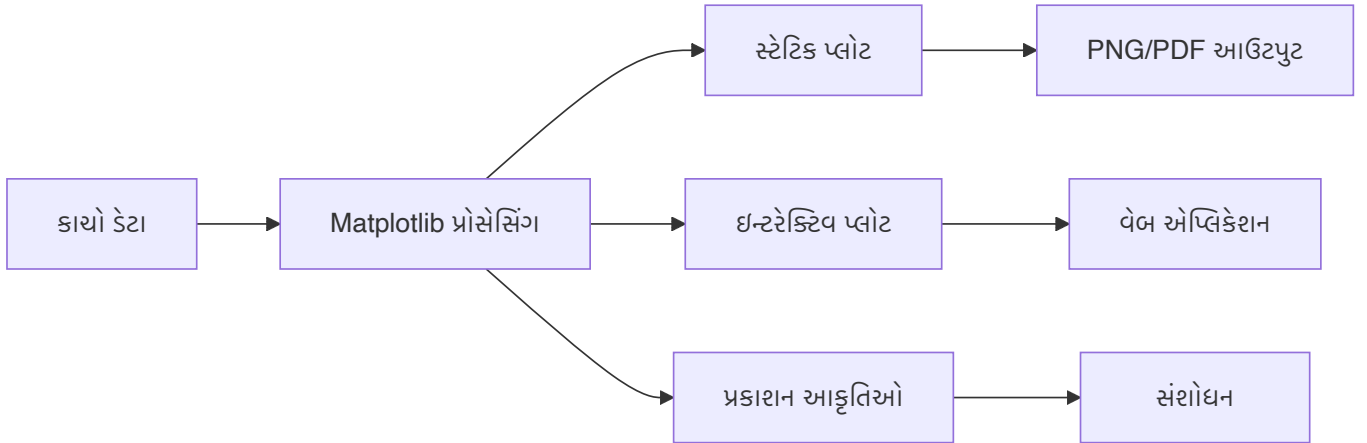 સ્ટેટિક પ્લોટ
PNG/PDF આઉટપુટ
કાચો ડેટા
Matplotlib પ્રોસેસિંગ
ઇન્ટરેક્ટિવ પ્લોટ
વેબ એપ્લિકેશન
પ્રકાશન આકૃતિઓ
સંશોધન